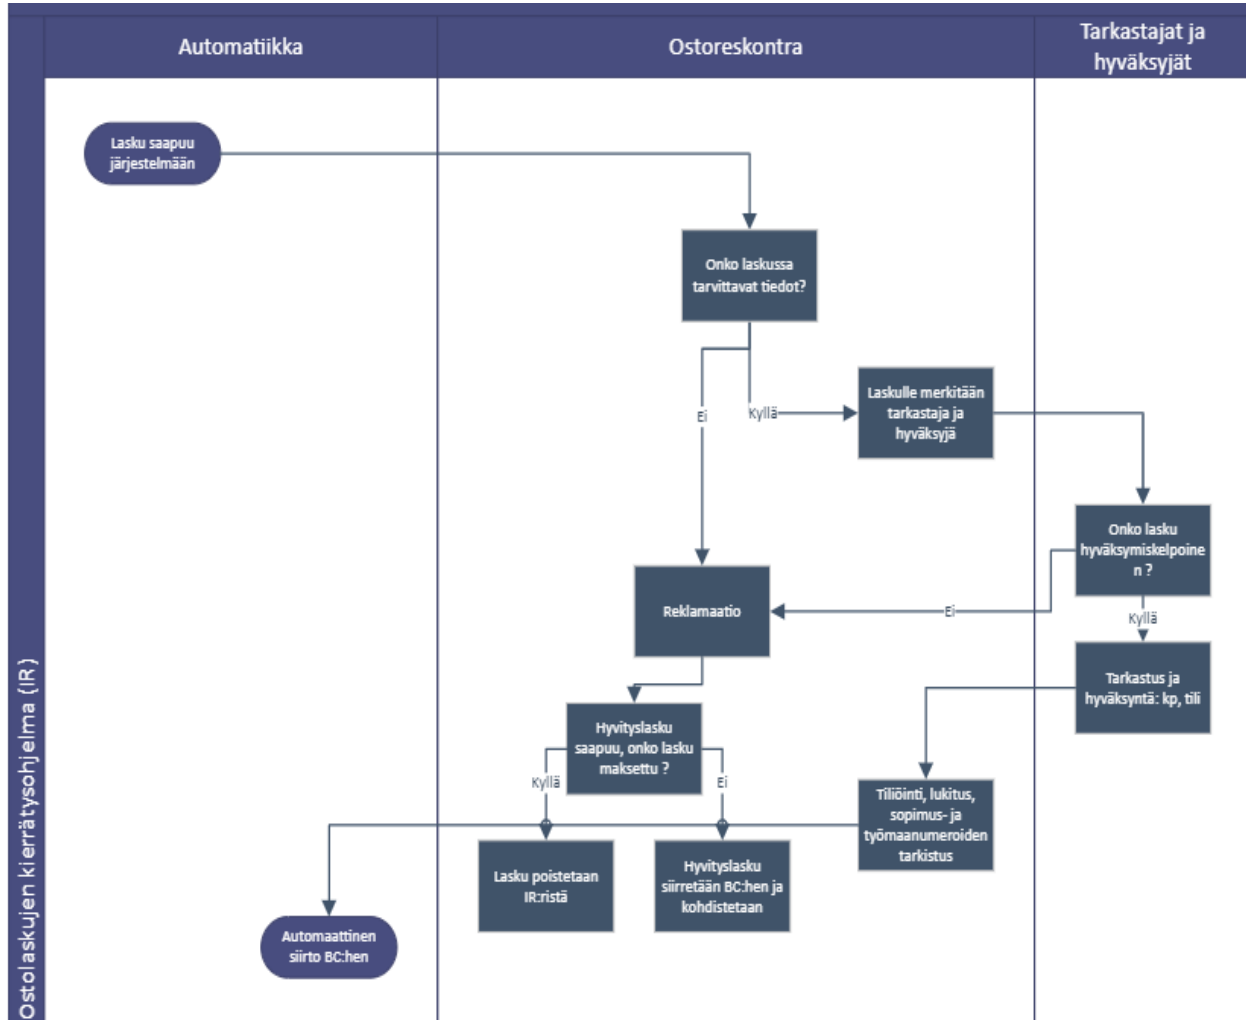 Automatiikka
Ostoreskontra
Tarkastajat ja
hyväksyjät
Ostolaskujen kierrätysohjelma (IR)
Lasku saapuu
järjestelmään
Onko laskussa
tarvittavat tiedot?
Ei
Kyllä
Laskulle merkitään
tarkastaja ja
hyväksyjä
Onko lasku
hyväksymiskelpoine
n ?
Reklamaatio
Ei
Kyllä
Tarkastus ja
hyväksyntä: kp, tili
Hyvityslasku
saapuu, onko lasku
maksettu ?
Kyllä
Ei
Tiliöinti, lukitus,
sopimus- ja
työmaanumeroiden
tarkistus
Lasku poistetaan
IR:ristä
Hyvityslasku
siirretään BC:hen ja
kohdistetaan
Automaattinen
siirto BC:hen